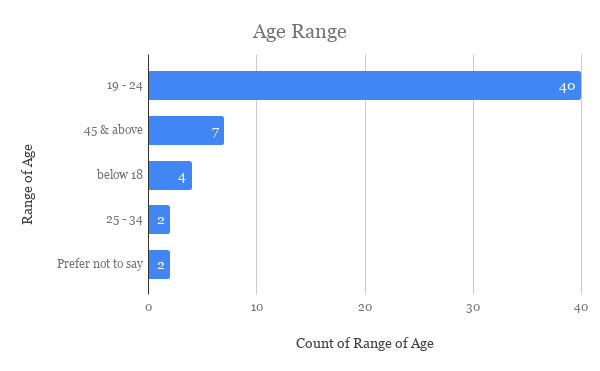 Age Range
Range of Age
19 - 24
40
45 & above
7
below 18
4
25 - 34
2
Prefer not to say
2
0 10 20 30 40
Count of Range of Age